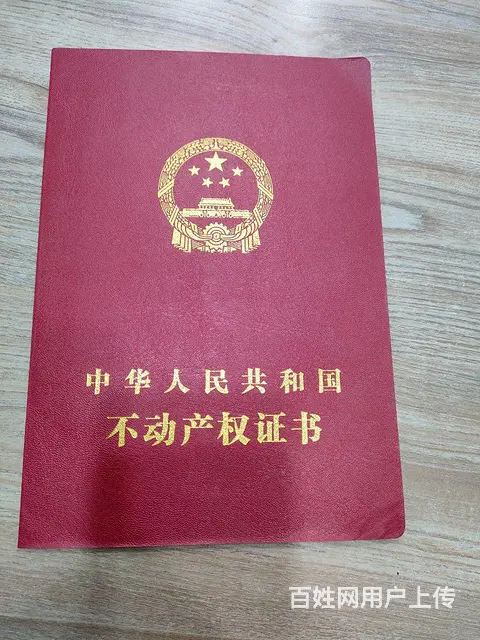 中华人民共和国
不动产权证书
百姓网用户上传